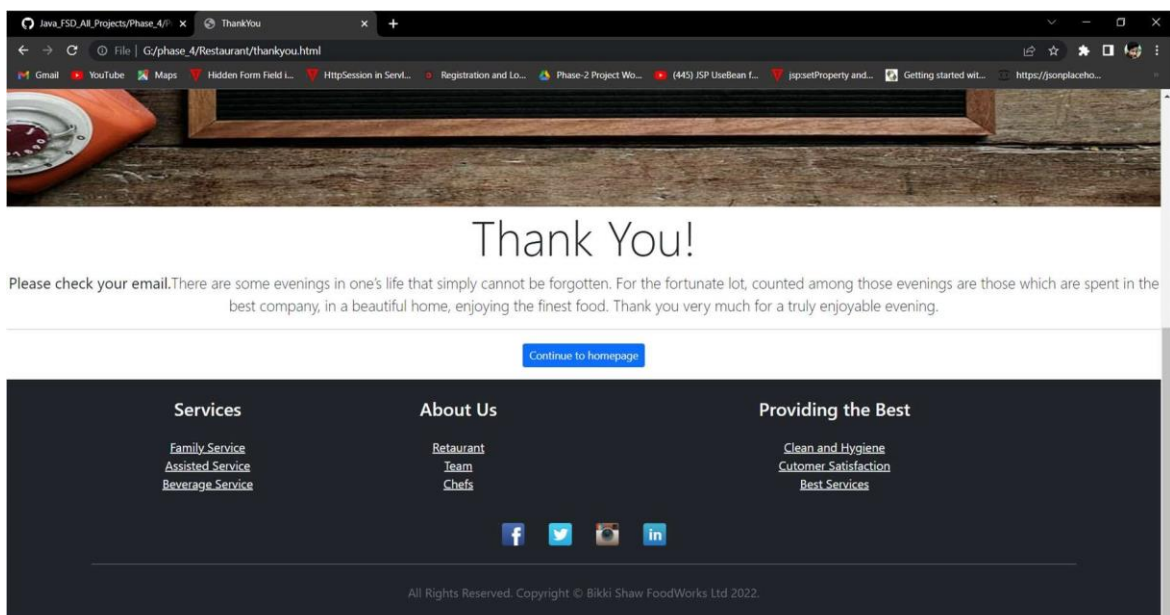 Java_FSD_All_Projects/Phase_4/P
ThankYou
File | G:/phase_4/Restaurant/thankyou.html
Gmail YouTube Maps Hidden Form Field i... HttpSession in Servl... Registration and Lo... Phase-2 Project Wo... (445) JSP UseBean f... jsp:setProperty and... Getting started wit... https://jsonplaceho...
Thank You!
Please check your email.There are some evenings in one's life that simply cannot be forgotten. For the fortunate lot, counted among those evenings are those which are spent in the
best company, in a beautiful home, enjoying the finest food. Thank you very much for a truly enjoyable evening.
Continue to homepage
Services About Us Providing the Best
Family Service Retaurant Clean and Hygiene
Assisted Service Team Cutomer Satisfaction
Beverage Service Chefs Best Services
All Rights Reserved. Copyright © Bikki Shaw FoodWorks Ltd 2022.